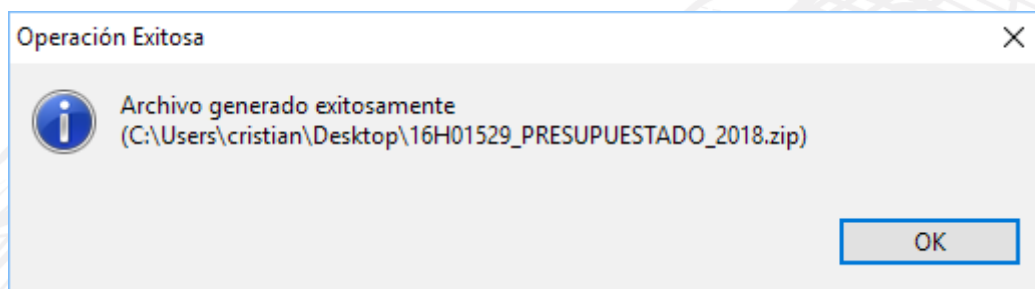 Operación Exitosa
Archivo generado exitosamente
(C:\Users\cristian\Desktop\16H01529_PRESUPUESTADO_2018.zip)
OK